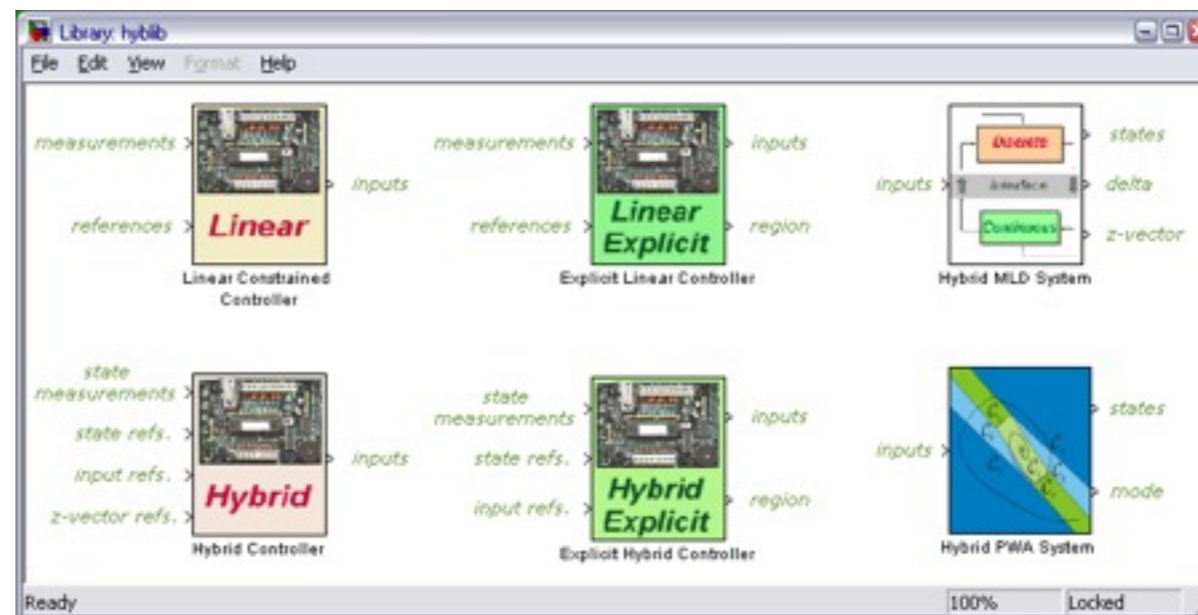 Library: hyblib
File Edit View Format Help
measurements
references
inputs
Linear
Linear Constrained
Controller
measurements
references
inputs
region
Linear
Explicit
Explicit Linear Controller
inputs
Discrete
Interface
Continuous
states
delta
z-vector
Hybrid MLD System
state
measurements
state refs.
input refs.
z-vector refs.
inputs
Hybrid
Hybrid Controller
state
measurements
state refs.
input refs.
inputs
region
Hybrid
Explicit
Explicit Hybrid Controller
inputs
states
mode
Hybrid PWA System
Ready 100% Locked